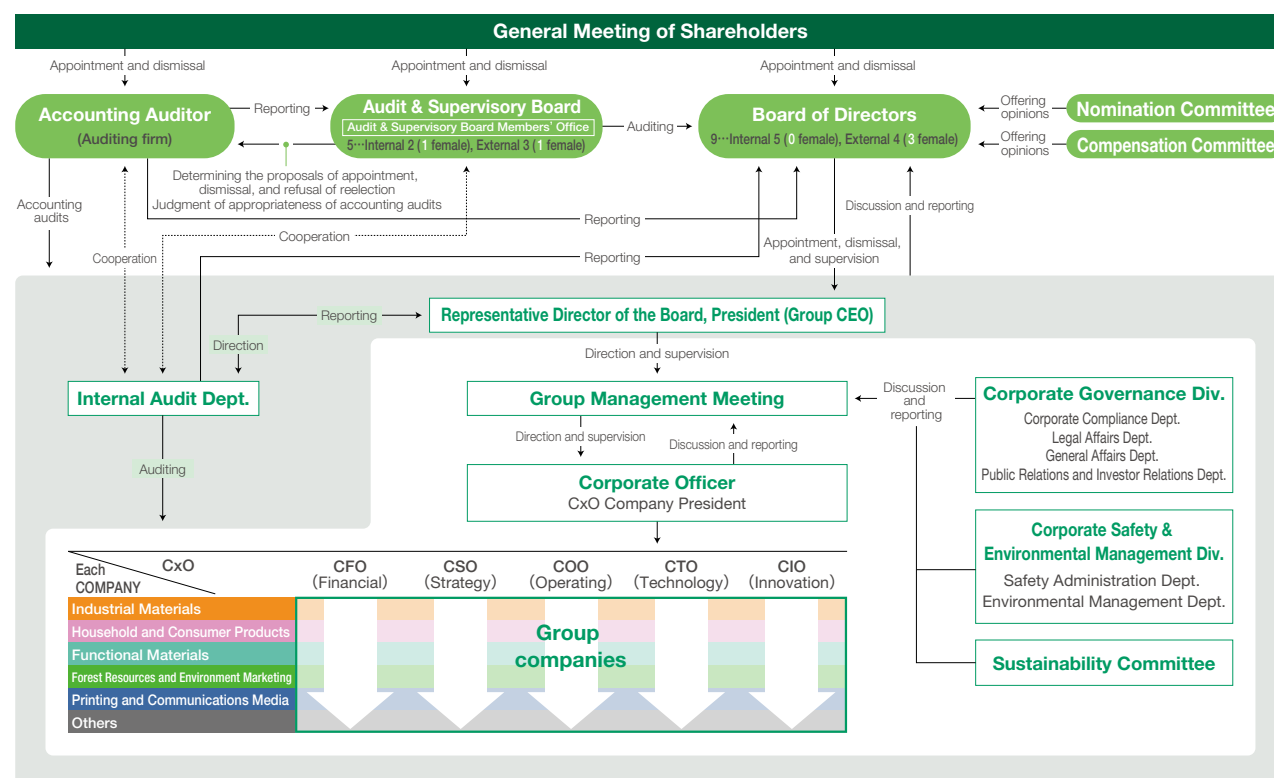 General Meeting of Shareholders
Appointment and dismissal
Appointment and dismissal
Appointment and dismissal
Accounting Auditor
(Auditing firm)
Reporting
Audit & Supervisory Board
Audit & Supervisory Board Members' Office
5…Internal 2 (1 female), External 3 (1 female)
Auditing
Board of Directors
9…Internal 5 (0 female), External 4 (3 female)
Offering
opinions
Nomination Committee
Offering
opinions
Compensation Committee
Determining the proposals of appointment,
dismissal, and refusal of reelection
Judgment of appropriateness of accounting audits
Accounting
audits
Reporting
Discussion and reporting
Cooperation
Cooperation
Reporting
Appointment, dismissal,
and supervision
Reporting
Direction
Representative Director of the Board, President (Group CEO)
Direction and supervision
Internal Audit Dept.
Group Management Meeting
Discussion
and
reporting
Corporate Governance Div.
Corporate Compliance Dept.
Legal Affairs Dept.
General Affairs Dept.
Public Relations and Investor Relations Dept.
Direction and supervision
Discussion and reporting
Auditing
Corporate Officer
CxO Company President
Corporate Safety &
Environmental Management Div.
Safety Administration Dept.
Environmental Management Dept.
Sustainability Committee
CxO
Each
COMPANY
CFO
(Financial)
CSO
(Strategy)
COO
(Operating)
CTO
(Technology)
CIO
(Innovation)
Industrial Materials
Household and Consumer Products
Functional Materials
Forest Resources and Environment Marketing
Printing and Communications Media
Others
Group
companies